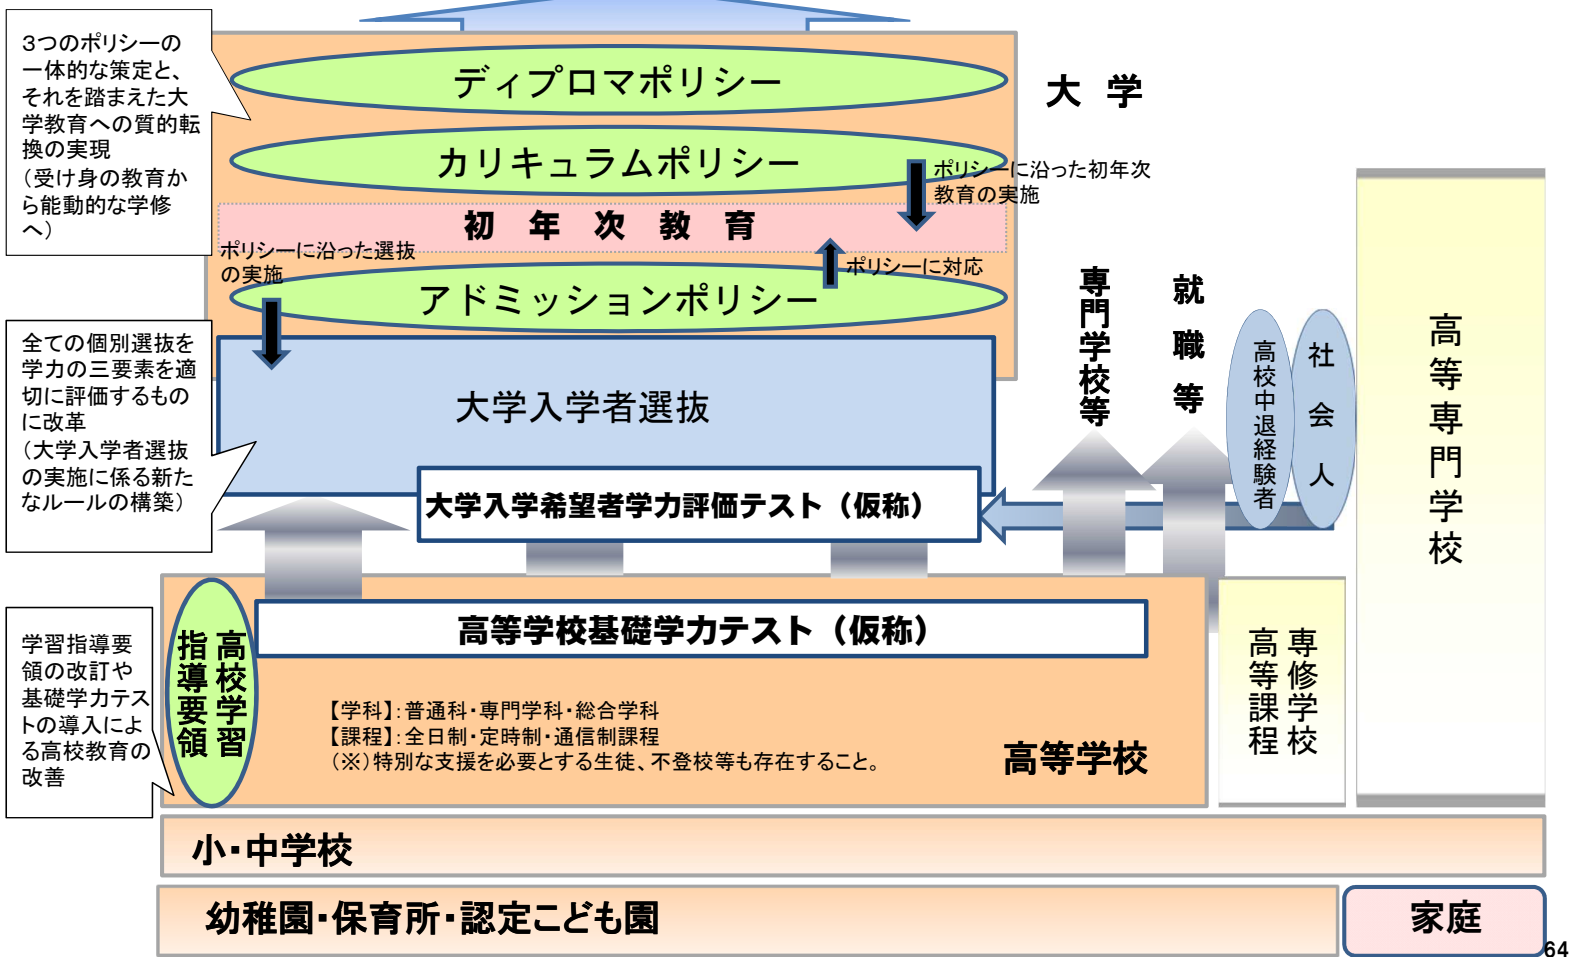 3つのポリシーの
一体的な策定と、
それを踏まえた大
学教育への質的転
換の実現
（受け身の教育か
ら能動的な学修
へ）
ディプロマポリシー
大 学
カリキュラムポリシー
ポリシーに沿った初年次
教育の実施
初 年 次 教 育
ポリシーに沿った選抜
の実施
ポリシーに対応
アドミッションポリシー
全ての個別選抜を
学力の三要素を適
切に評価するもの
に改革
（大学入学者選抜
の実施に係る新た
なルールの構築）
大学入学者選抜
大学入学希望者学力評価テスト（仮称）
専門学校等
就職等
高校中退経験者
社会人
高等専門学校
学習指導要
領の改訂や
基礎学力テス
トの導入によ
る高校教育の
改善
高校学習
指導要領
高等学校基礎学力テスト（仮称）
【学科】：普通科・専門学科・総合学科
【課程】：全日制・定時制・通信制課程
（※）特別な支援を必要とする生徒、不登校等も存在すること。
高等学校
専修学校
高等課程
小・中学校
幼稚園・保育所・認定こども園
家庭
64